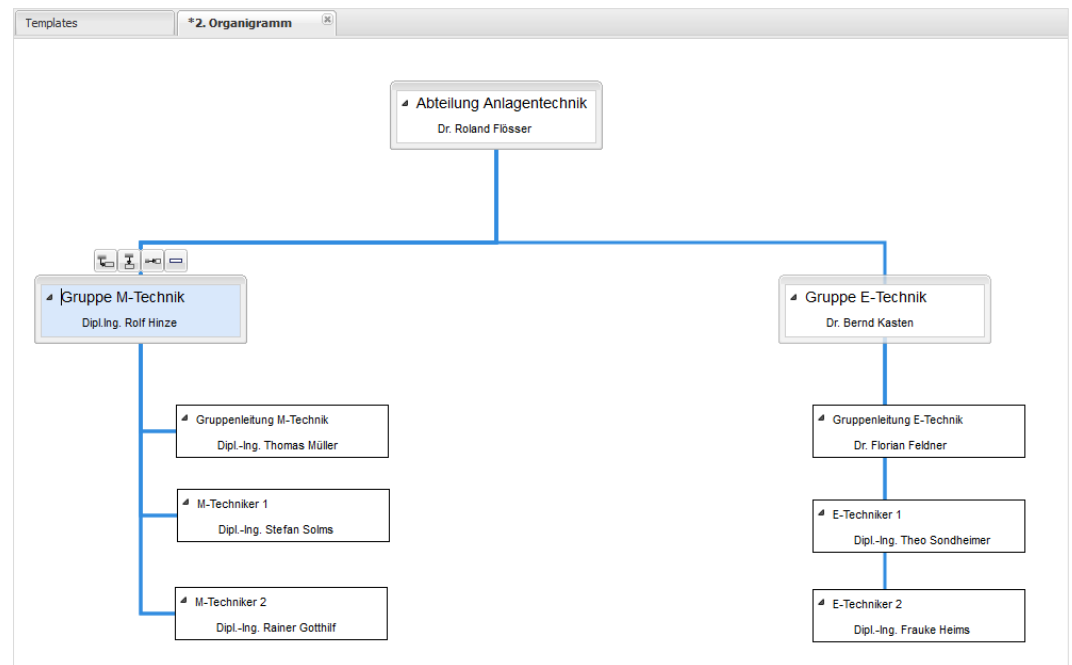 Templates
*2. Organigramm
Abteilung Anlagentechnik
Dr. Roland Flösser
Gruppe M-Technik
Dipl.Ing. Rolf Hinze
Gruppe E-Technik
Dr. Bernd Kasten
Gruppenleitung M-Technik
Dipl.-Ing. Thomas Müller
Gruppenleitung E-Technik
Dr. Florian Feldner
M-Techniker 1
Dipl.-Ing. Stefan Solms
E-Techniker 1
Dipl.-Ing. Theo Sondheimer
M-Techniker 2
Dipl.-Ing. Rainer Gotthilf
E-Techniker 2
Dipl.-Ing. Frauke Heims